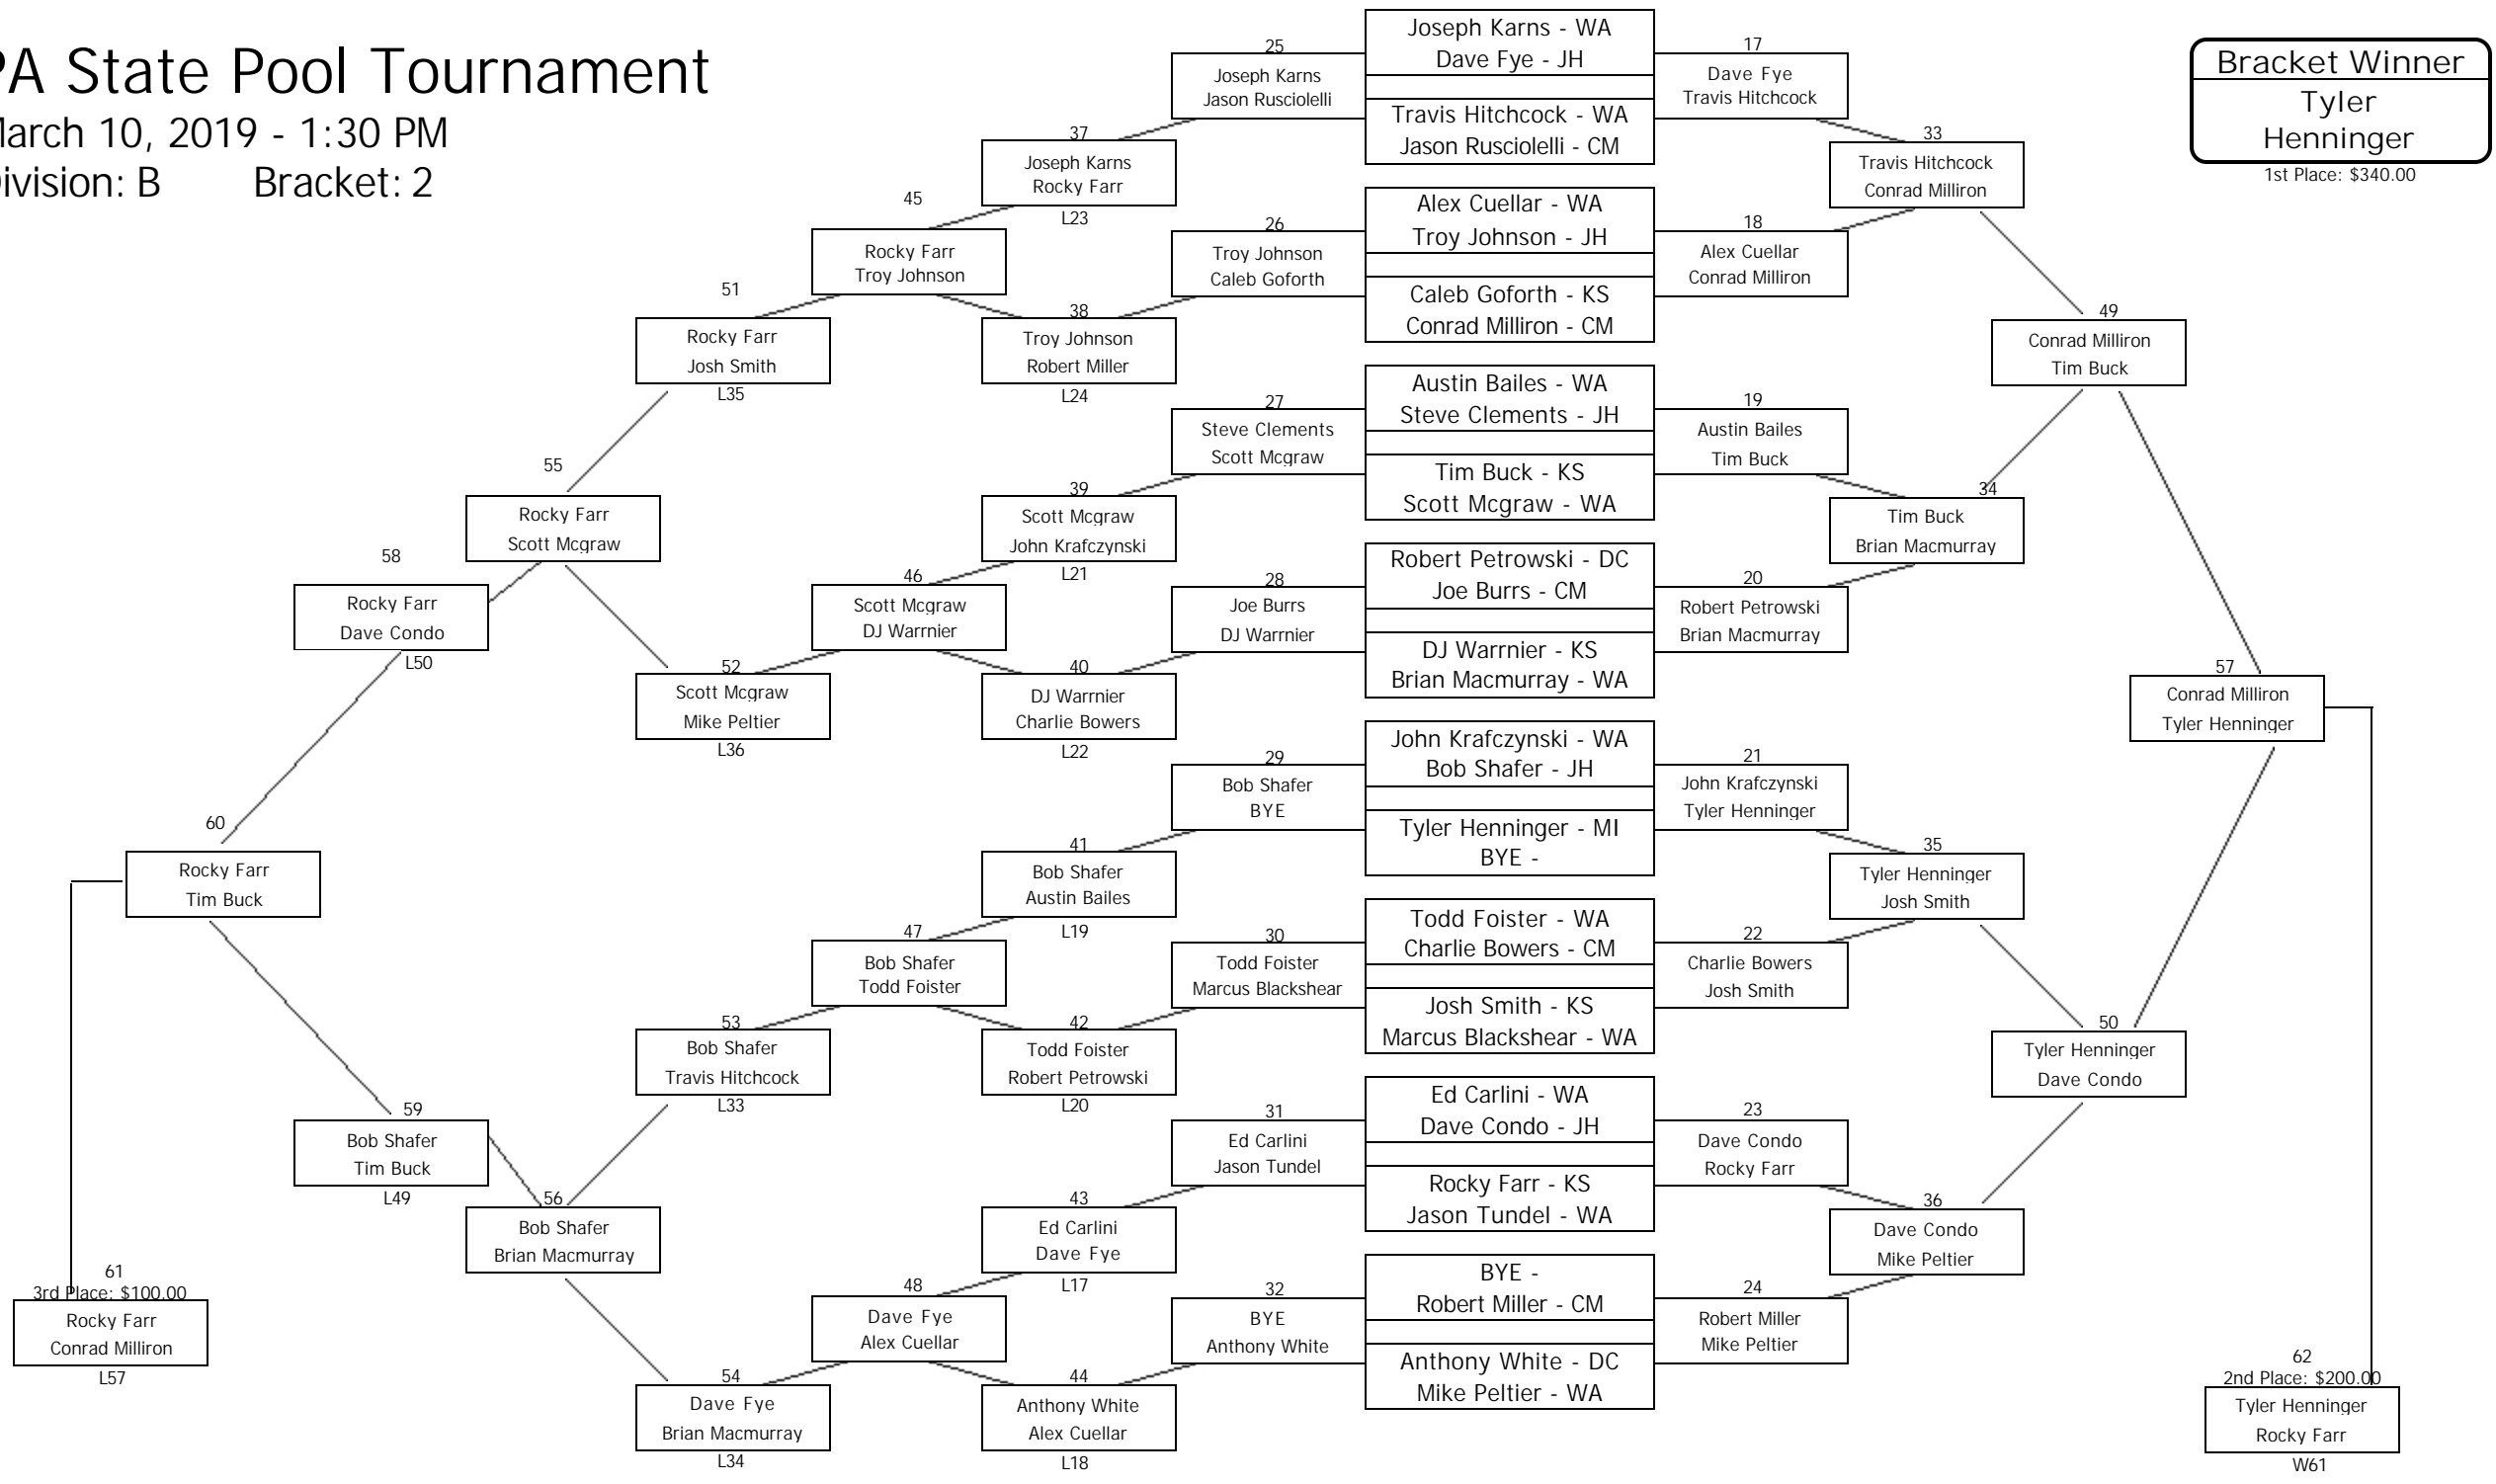 PA State Pool Tournament
March 10, 2019 - 1:30 PM
Division: B Bracket: 2
Bracket Winner
Tyler
Henninger
1st Place: $340.00
61
3rd Place: $100.00
Rocky Farr
Conrad Milliron
L57
60
Rocky Farr
Tim Buck
58
Rocky Farr
Dave Condo
L50
59
Bob Shafer
Tim Buck
L49
55
Rocky Farr
Scott Mcgraw
56
Bob Shafer
Brian Macmurray
51
Rocky Farr
Josh Smith
L35
52
Scott Mcgraw
Mike Peltier
L36
53
Bob Shafer
Travis Hitchcock
L33
54
Dave Fye
Brian Macmurray
L34
45
Rocky Farr
Troy Johnson
46
Scott Mcgraw
DJ Warrnier
47
Bob Shafer
Todd Foister
48
Dave Fye
Alex Cuellar
37
Joseph Karns
Rocky Farr
L23
38
Troy Johnson
Robert Miller
L24
39
Scott Mcgraw
John Krafczynski
L21
40
DJ Warrnier
Charlie Bowers
L22
41
Bob Shafer
Austin Bailes
L19
42
Todd Foister
Robert Petrowski
L20
43
Ed Carlini
Dave Fye
L17
44
Anthony White
Alex Cuellar
L18
25
Joseph Karns
Jason Rusciolelli
26
Troy Johnson
Caleb Goforth
27
Steve Clements
Scott Mcgraw
28
Joe Burrs
DJ Warrnier
29
Bob Shafer
BYE
30
Todd Foister
Marcus Blackshear
31
Ed Carlini
Jason Tundel
32
BYE
Anthony White
Joseph Karns - WA
Dave Fye - JH
Travis Hitchcock - WA
Jason Rusciolelli - CM
Alex Cuellar - WA
Troy Johnson - JH
Caleb Goforth - KS
Conrad Milliron - CM
Austin Bailes - WA
Steve Clements - JH
Tim Buck - KS
Scott Mcgraw - WA
Robert Petrowski - DC
Joe Burrs - CM
DJ Warrnier - KS
Brian Macmurray - WA
John Krafczynski - WA
Bob Shafer - JH
Tyler Henninger - MI
BYE -
Todd Foister - WA
Charlie Bowers - CM
Josh Smith - KS
Marcus Blackshear - WA
Ed Carlini - WA
Dave Condo - JH
Rocky Farr - KS
Jason Tundel - WA
BYE -
Robert Miller - CM
Anthony White - DC
Mike Peltier - WA
17
Dave Fye
Travis Hitchcock
18
Alex Cuellar
Conrad Milliron
19
Austin Bailes
Tim Buck
20
Robert Petrowski
Brian Macmurray
21
John Krafczynski
Tyler Henninger
22
Charlie Bowers
Josh Smith
23
Dave Condo
Rocky Farr
24
Robert Miller
Mike Peltier
33
Travis Hitchcock
Conrad Milliron
34
Tim Buck
Brian Macmurray
35
Tyler Henninger
Josh Smith
36
Dave Condo
Mike Peltier
49
Conrad Milliron
Tim Buck
50
Tyler Henninger
Dave Condo
57
Conrad Milliron
Tyler Henninger
62
2nd Place: $200.00
Tyler Henninger
Rocky Farr
W61